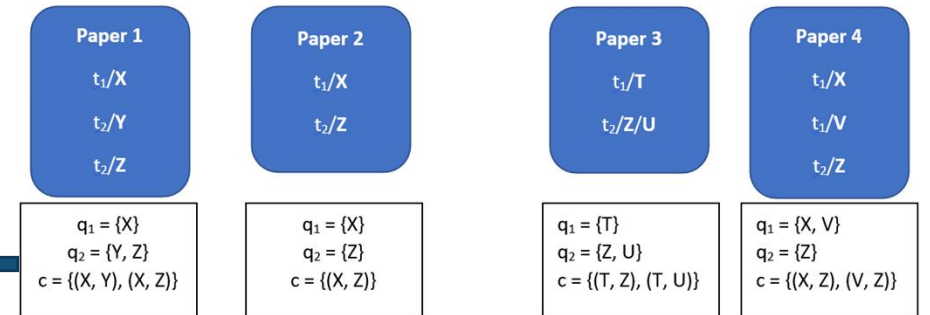 Paper 1
t₁/X
t₂/Y
t₂/Z
q₁ = {X}
q₂ = {Y, Z}
c = {(X, Y), (X, Z)}
Paper 2
t₁/X
t₂/Z
q₁ = {X}
q₂ = {Z}
c = {(X, Z)}
Paper 3
t₁/T
t₂/Z/U
q₁ = {T}
q₂ = {Z, U}
c = {(T, Z), (T, U)}
Paper 4
t₁/X
t₁/V
t₂/Z
q₁ = {X, V}
q₂ = {Z}
c = {(X, Z), (V, Z)}